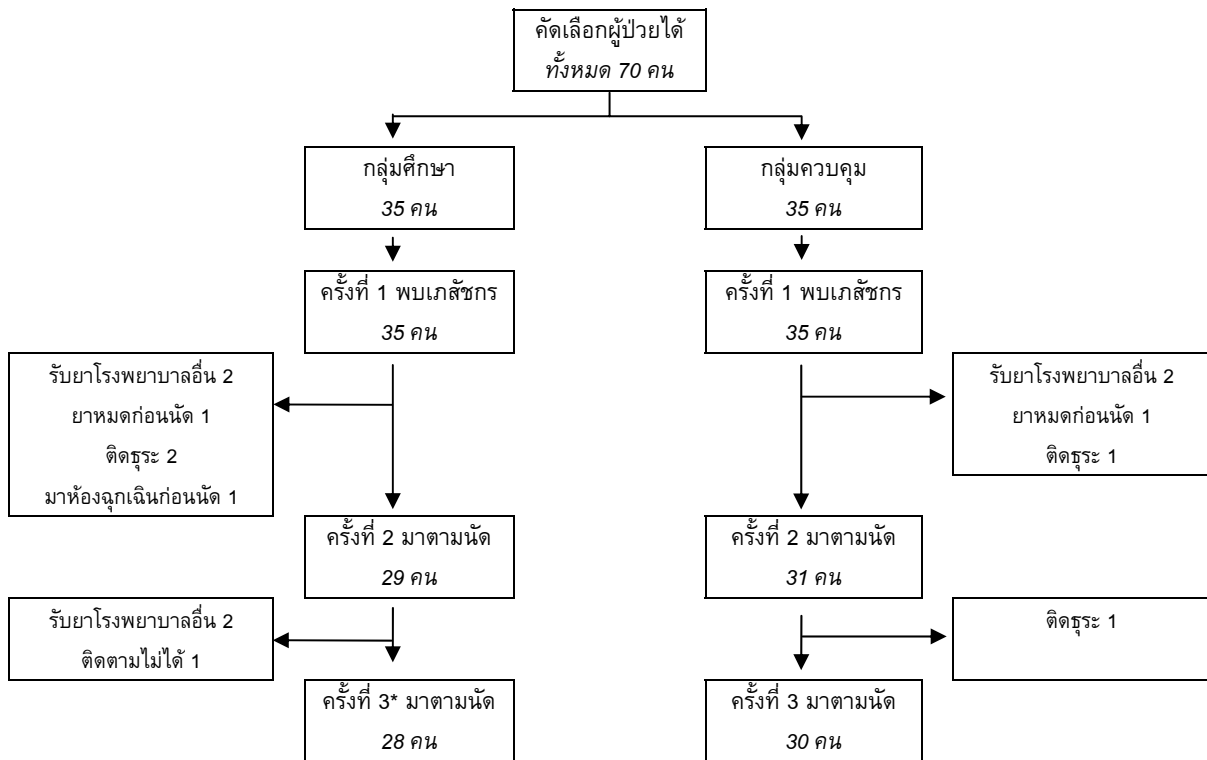 คัดเลือกผู้ป่วยได้
ทั้งหมด 70 คน
กลุ่มศึกษา
35 คน
กลุ่มควบคุม
35 คน
ครั้งที่ 1 พบเภสัชกร
35 คน
ครั้งที่ 1 พบเภสัชกร
35 คน
รับยาโรงพยาบาลอื่น 2
ยาหมดก่อนนัด 1
ติดธุระ 2
มาห้องฉุกเฉินก่อนนัด 1
รับยาโรงพยาบาลอื่น 2
ยาหมดก่อนนัด 1
ติดธุระ 1
ครั้งที่ 2 มาตามนัด
29 คน
ครั้งที่ 2 มาตามนัด
31 คน
รับยาโรงพยาบาลอื่น 2
ติดตามไม่ได้ 1
ติดธุระ 1
ครั้งที่ 3* มาตามนัด
28 คน
ครั้งที่ 3 มาตามนัด
30 คน